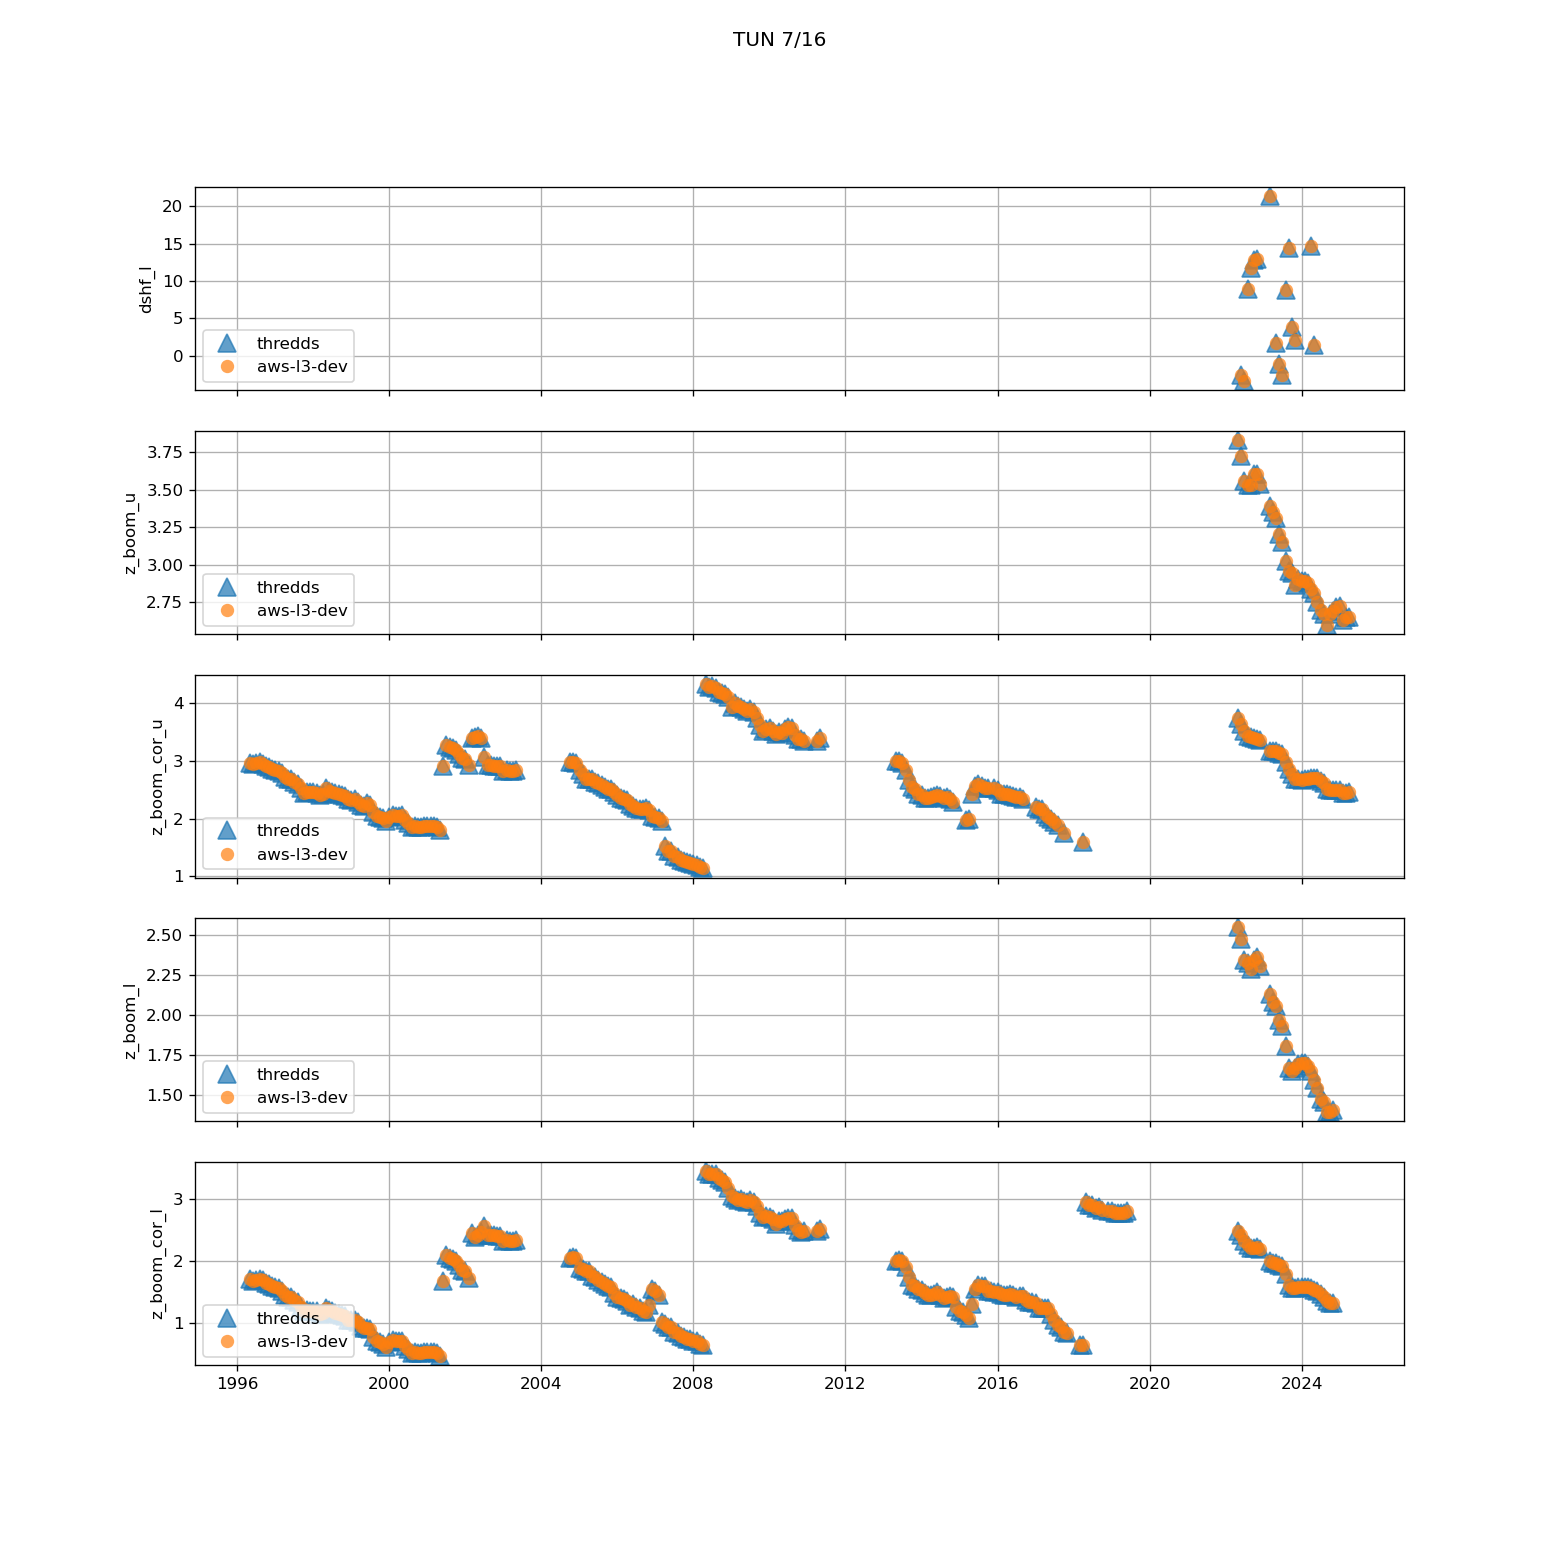 TUN 7/16
20
15
10
5
0
dshf_l
thredds
aws-l3-dev
3.75
3.50
3.25
3.00
2.75
z_boom_u
thredds
aws-l3-dev
4
3
2
1
z_boom_cor_u
thredds
aws-l3-dev
2.50
2.25
2.00
1.75
1.50
z_boom_l
thredds
aws-l3-dev
3
2
1
z_boom_cor_l
thredds
aws-l3-dev
1996 2000 2004 2008 2012 2016 2020 2024